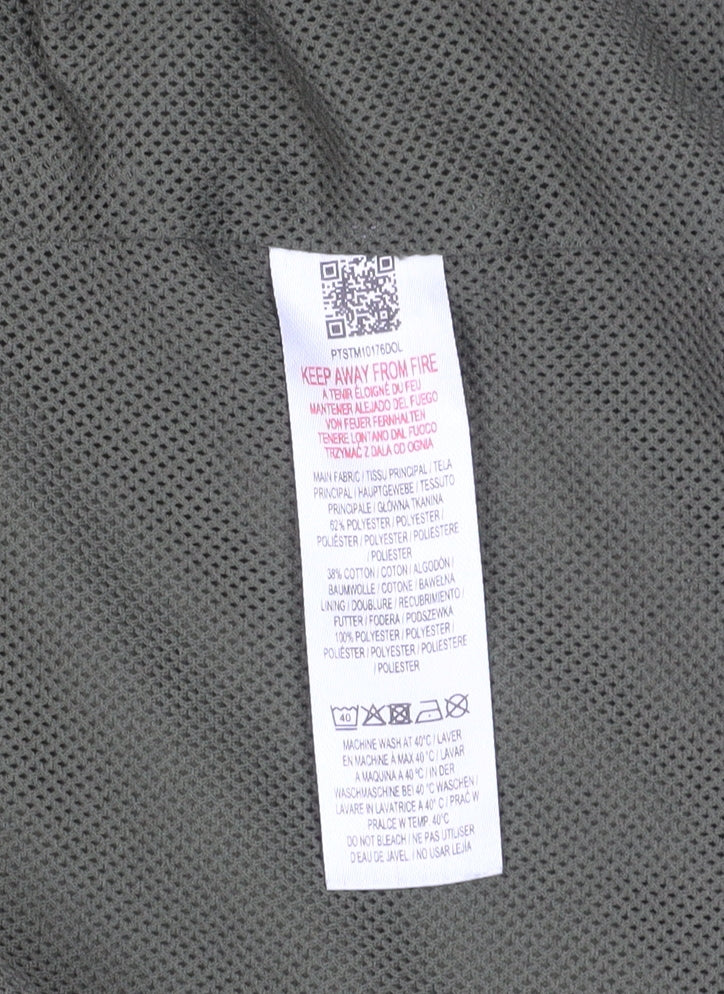 PTSTM10176DOL
KEEP AWAY FROM FIRE
A TENIR ÉLOIGNÉ DU FEU
MANTENER ALEJADO DEL FUEGO
VON FEUER FERNHALTEN
TENERE LONTANO DAL FUOCO
TRZYMAĆ Z DALA OD OGNIA
MAIN FABRIC / TISSU PRINCIPAL / TELA
PRINCIPAL / HAUPTGEWEBE / TESSUTO
PRINCIPALE / GŁÓWNA TKANINA
62% POLYESTER / POLYESTER /
POLIÉSTER / POLYESTER / POLIESTERE
/ POLIESTER
38% COTTON / COTON / ALGODÓN /
BAUMWOLLE / COTONE / BAWEŁNA
LINING / DOUBLURE / RECUBRIMIENTO /
FUTTER / FODERA / PODSZEWKA
100% POLYESTER / POLYESTER /
POLIÉSTER / POLYESTER / POLIESTERE
/ POLIESTER
40
MACHINE WASH AT 40°C / LAVER
EN MACHINE À MAX 40 °C / LAVAR
A MAQUINA A 40 ºC / IN DER
WASCHMASCHINE BEI 40 °C WASCHEN /
LAVARE IN LAVATRICE A 40° C / PRAĆ W
PRALCE W TEMP. 40°C
DO NOT BLEACH / NE PAS UTILISER
D'EAU DE JAVEL. / NO USAR LEJÍA